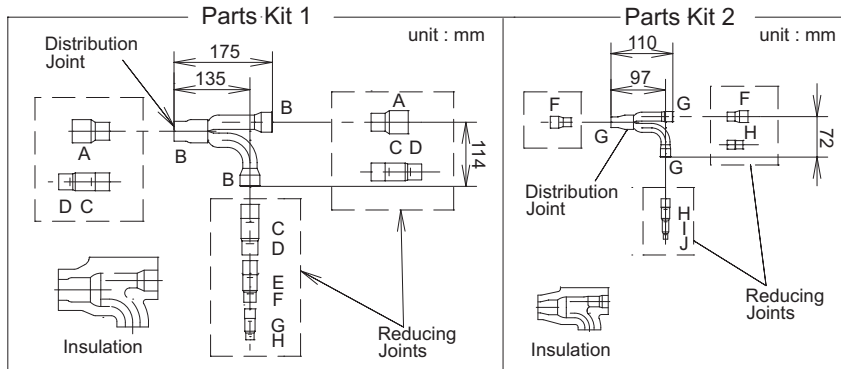 Parts Kit 1
unit : mm
Distribution
Joint
175
135
B
A
B
D C
B
A
C D
114
C
D
E
F
G
H
Insulation
Reducing
Joints
Parts Kit 2
unit : mm
110
97
F
G
G
G
F
H
72
Distribution
Joint
H
I
J
Insulation
Reducing
Joints